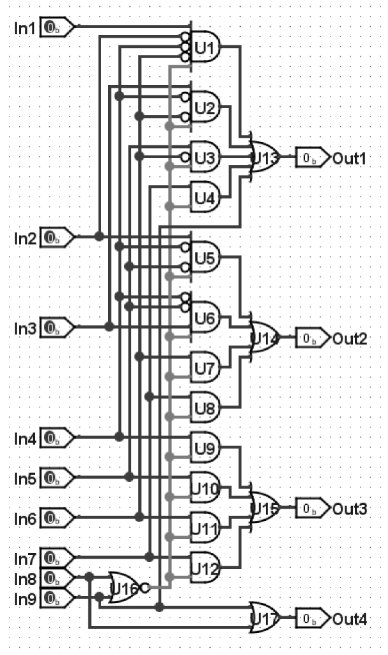 In1 0b
U1
U2
U3
U13 0b Out1
U4
In2 0b
U5
U6
In3 0b
U14 0b Out2
U7
U8
In4 0b
U9
In5 0b
U10
U15 0b Out3
In6 0b
U11
In7 0b
U12
In8 0b
U16
In9 0b
U17 0b Out4